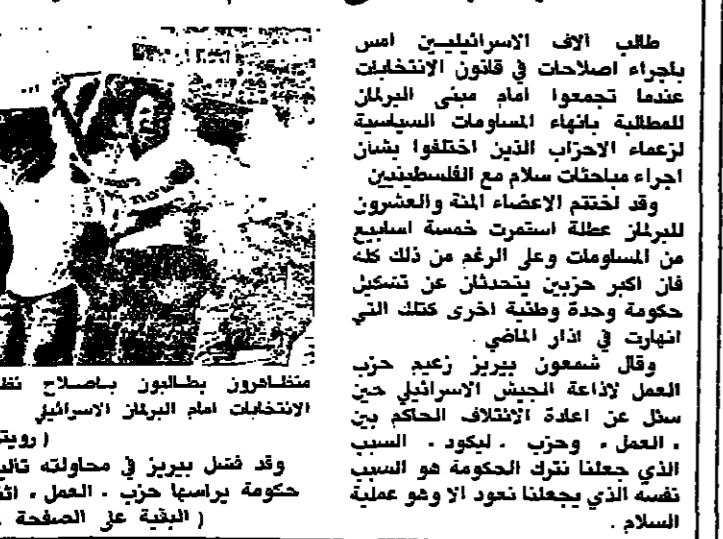 طالب الاف الاسرائيليين امس
باجراء اصلاحات في قانون الانتخابات
عندما تجمعوا امام مبنى البرلمان
للمطالبة بانهاء المساومات السياسية
لزعماء الاحزاب الذين اختلفوا بشان
اجراء مباحثات سلام مع الفلسطينيين
وقد اختتم الاعضاء المئة والعشرون
للبرلمان عطلة استمرت خمسة اسابيع
من المساومات وعلى الرغم من ذلك كله
فان اكبر حزبين يتحدثان عن تشكيل
حكومة وحدة وطنية اخرى كتلك التي
انهارت في اذار الماضي .
وقال شمعون بيريز زعيم حزب
العمل لاذاعة الجيش الاسرائيلي حين
سئل عن اعادة الائتلاف الحاكم بين
. العمل . وحزب . ليكود . السبب
الذي جعلنا نترك الحكومة هو السبب
نفسه الذي يجعلنا نعود الا وهو عملية
السلام .
متظاهرون يطالبون باصلاح
الانتخابات امام البرلمان الاسرائيلي
( رويتر
وقد فشل بيريز في محاولته
حكومة يراسها حزب . العمل .
( البقية على الصفحة